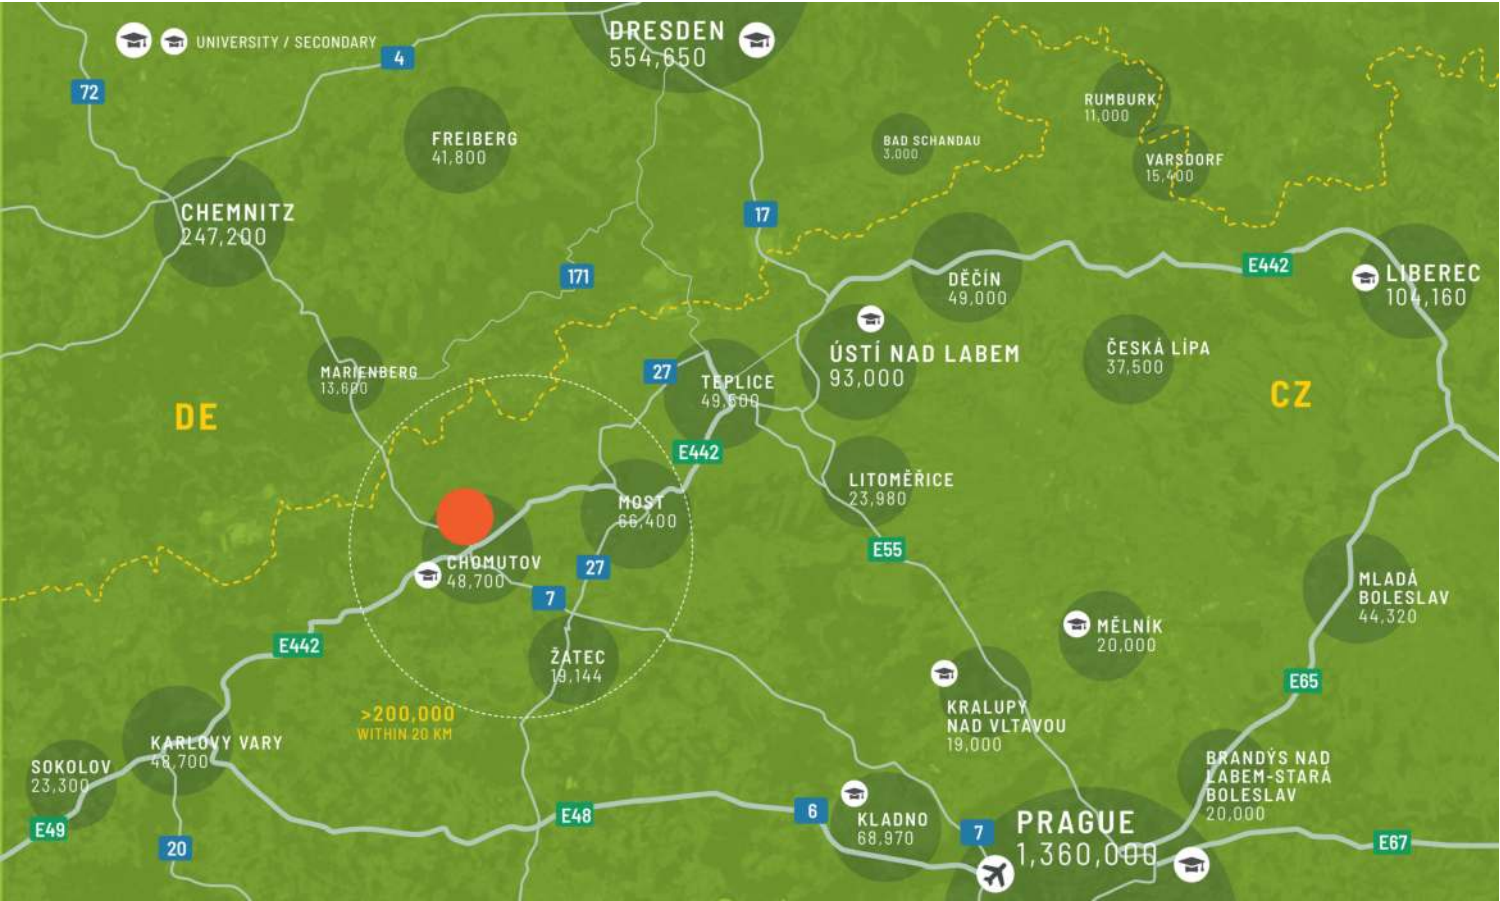 UNIVERSITY / SECONDARY
4
DRESDEN
554,650
72
FREIBERG
41,800
RUMBURK
11,000
BAD SCHANDAU
3,000
VARSDORF
15,400
CHEMNITZ
247,200
17
171
E442
LIBEREC
104,160
DĚČÍN
49,000
ÚSTÍ NAD LABEM
93,000
ČESKÁ LÍPA
37,500
MARIENBERG
27
TEPLICE
DE
CZ
E442
LITOMĚŘICE
23,980
MOST
66,400
CHOMUTOV
48,700
27
E55
7
MLADÁ
BOLESLAV
44,320
MĚLNÍK
20,000
E442
ŽATEC
19,144
E65
>200,000
WITHIN 20 KM
KRALUPY
NAD VLTAVOU
19,000
KARLOVY VARY
48,700
SOKOLOV
23,300
BRANDÝS NAD
LABEM-STARÁ
BOLESLAV
20,000
E49
E48
6
KLADNO
68,970
7
PRAGUE
1,360,000
20
E67